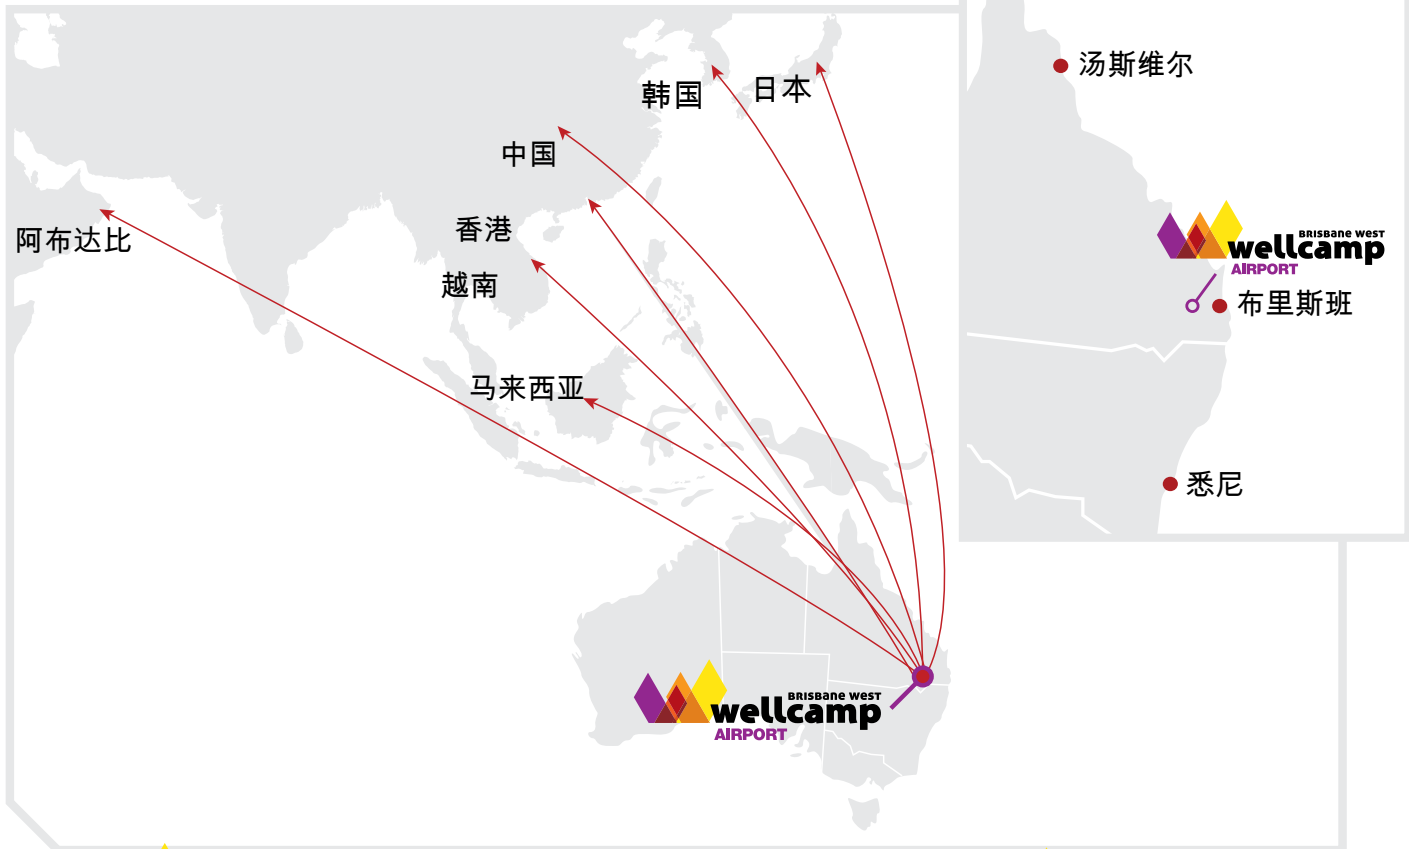 韩国
日本
中国
香港
越南
阿布达比
马来西亚
BRISBANE WEST
wellcamp
AIRPORT
汤斯维尔
BRISBANE WEST
wellcamp
AIRPORT
布里斯班
悉尼